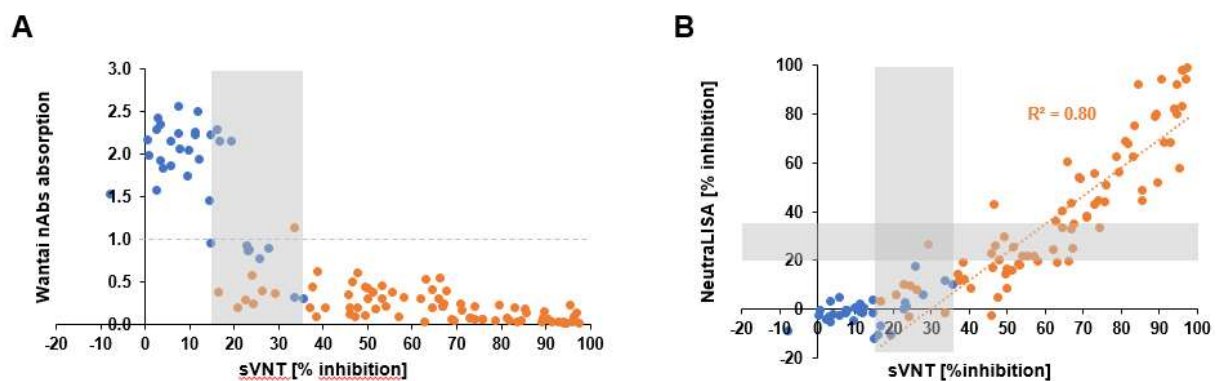 A
3.0
2.5
2.0
1.5
1.0
0.5
0.0
Wantai nAbs absorption
-20 -10 0 10 20 30 40 50 60 70 80 90 100
sVNT [% inhibition]
B
100
80
60
40
20
0
-20
NeutraLISA [% inhibition]
R² = 0.80
-20 -10 0 10 20 30 40 50 60 70 80 90 100
sVNT [%inhibition]